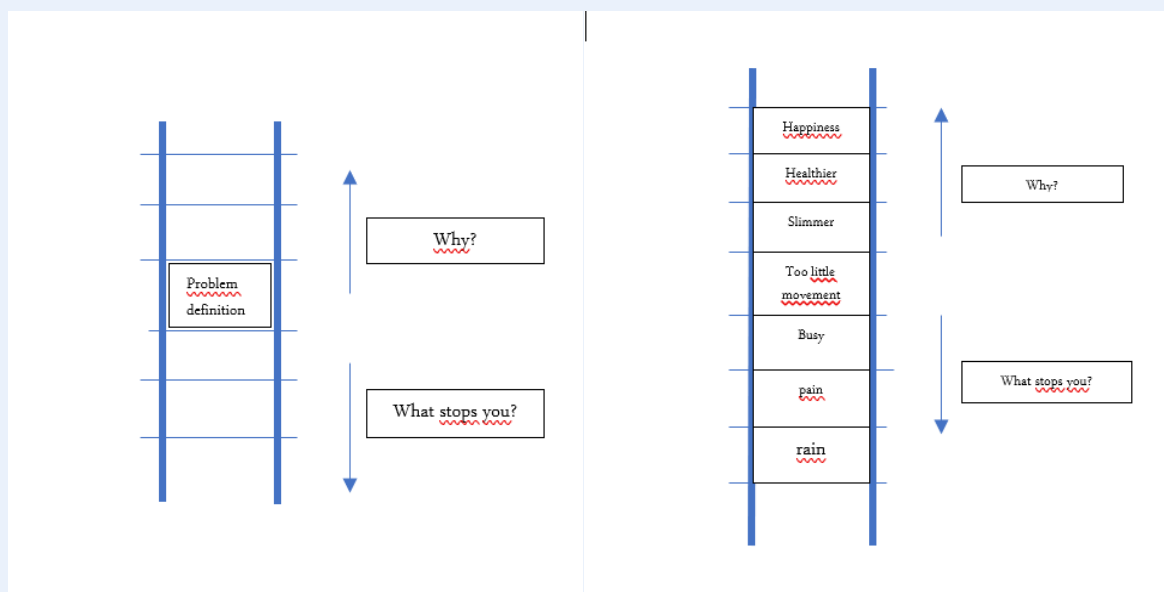 Why?
Problem
definition
What stops you?
Happiness
Healthier
Slimmer
Too little
movement
Busy
pain
rain
Why?
What stops you?